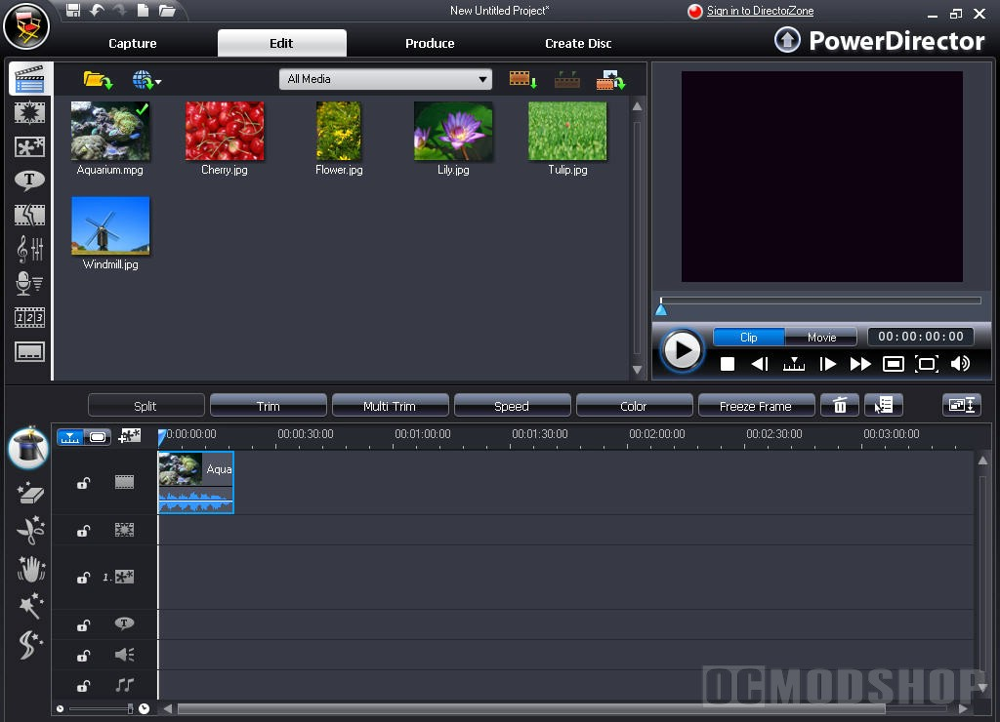 New Untitled Project*
Sign in to DirectorZone
Capture
Edit
Produce
Create Disc
PowerDirector
All Media
Aquarium.mpg
Cherry.jpg
Flower.jpg
Lily.jpg
Tulip.jpg
Windmill.jpg
T
1 2 3
Clip
Movie
00:00:00:00
Split
Trim
Multi Trim
Speed
Color
Freeze Frame
0:00:00:00
00:00:30:00
00:01:00:00
00:01:30:00
00:02:00:00
00:02:30:00
00:03:00:00
Aqua
1.
T
OCMODSHOP